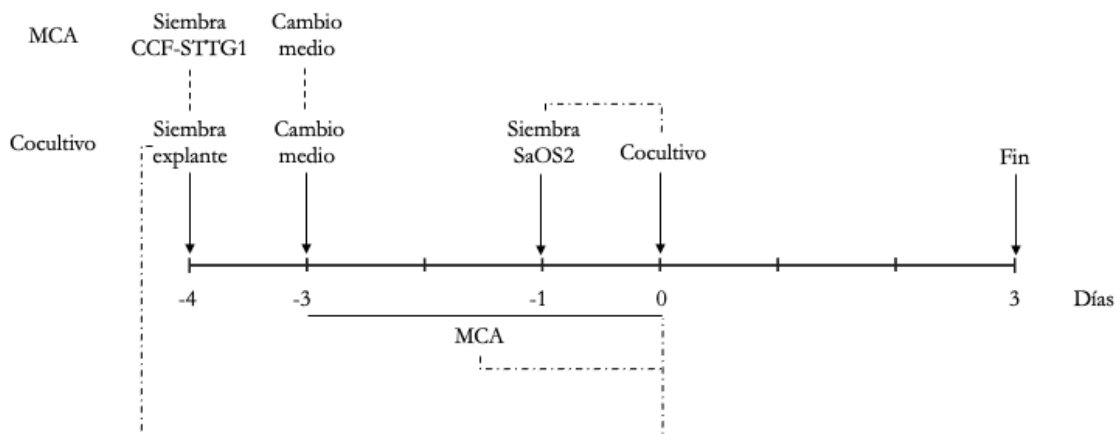 MCA
Siembra
CCF-STTG1
Cambio
medio
Cocultivo
Siembra
explante
Cambio
medio
Siembra
SaOS2
Cocultivo
Fin
-4
-3
-1
0
3
Días
MCA